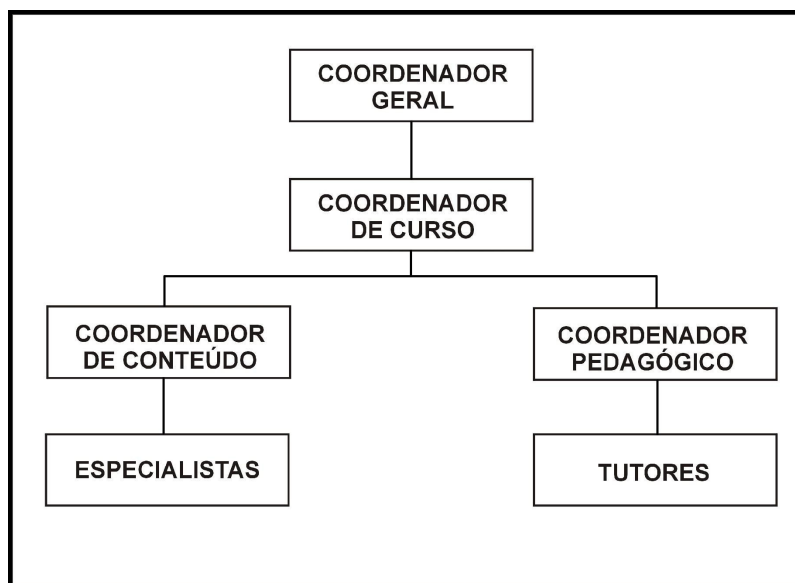 COORDENADOR
GERAL
COORDENADOR
DE CURSO
COORDENADOR
DE CONTEÚDO
COORDENADOR
PEDAGÓGICO
ESPECIALISTAS
TUTORES